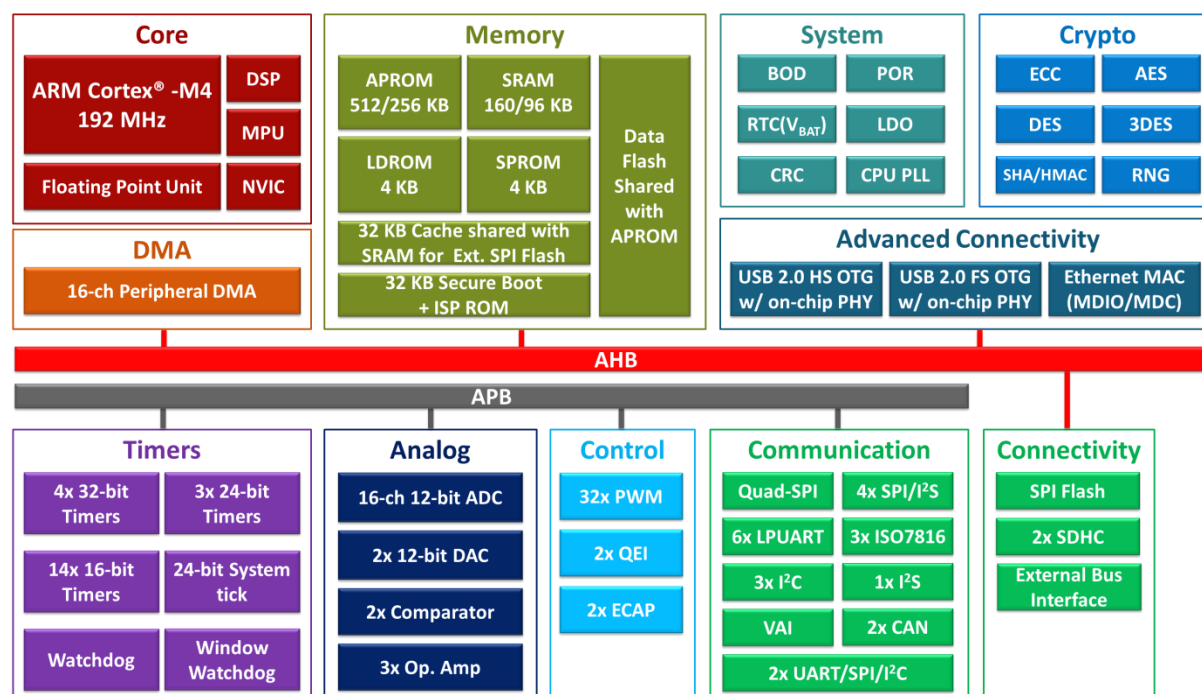 Core
ARM Cortex® -M4
192 MHz
DSP
MPU
Floating Point Unit
NVIC
DMA
16-ch Peripheral DMA
Memory
APROM
512/256 KB
SRAM
160/96 KB
LDROM
4 KB
SPROM
4 KB
32 KB Cache shared with
SRAM for Ext. SPI Flash
32 KB Secure Boot
+ ISP ROM
Data
Flash
Shared
with
APROM
System
BOD
POR
RTC(VBAT)
LDO
CRC
CPU PLL
Crypto
ECC
AES
DES
3DES
SHA/HMAC
RNG
Advanced Connectivity
USB 2.0 HS OTG
w/ on-chip PHY
USB 2.0 FS OTG
w/ on-chip PHY
Ethernet MAC
(MDIO/MDC)
AHB
APB
Timers
4x 32-bit
Timers
3x 24-bit
Timers
14x 16-bit
Timers
24-bit System
tick
Watchdog
Window
Watchdog
Analog
16-ch 12-bit ADC
2x 12-bit DAC
2x Comparator
3x Op. Amp
Control
32x PWM
2x QEI
2x ECAP
Communication
Quad-SPI
4x SPI/I²S
6x LPUART
3x ISO7816
3x I²C
1x I²S
VAI
2x CAN
2x UART/SPI/I²C
Connectivity
SPI Flash
2x SDHC
External Bus
Interface